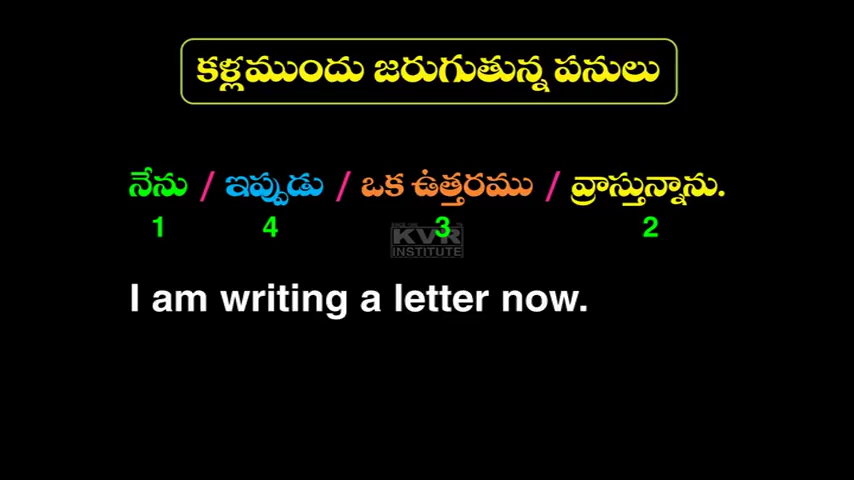 కళ్లముందు జరుగుతున్న పనులు
నేను / ఇప్పుడు / ఒక ఉత్తరము / వ్రాస్తున్నాను.
1 4 3 2
KVR
INSTITUTE
I am writing a letter now.